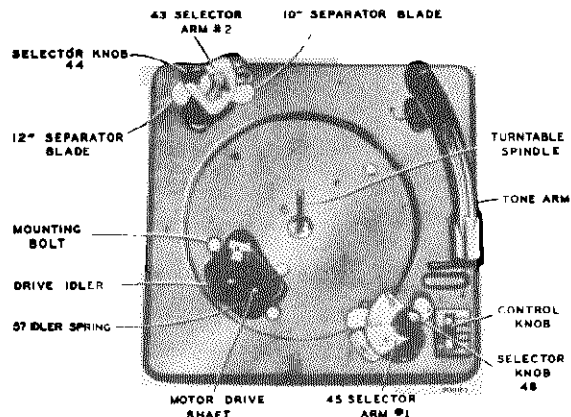 43 SELECTOR
ARM #2
10" SEPARATOR BLADE
SELECTOR KNOB
44
12" SEPARATOR
BLADE
TURNTABLE
SPINDLE
TONE ARM
MOUNTING
BOLT
DRIVE IDLER
57 IDLER SPRING
CONTROL
KNOB
SELECTOR
KNOB
48
MOTOR DRIVE
SHAFT
45 SELECTOR
ARM #1